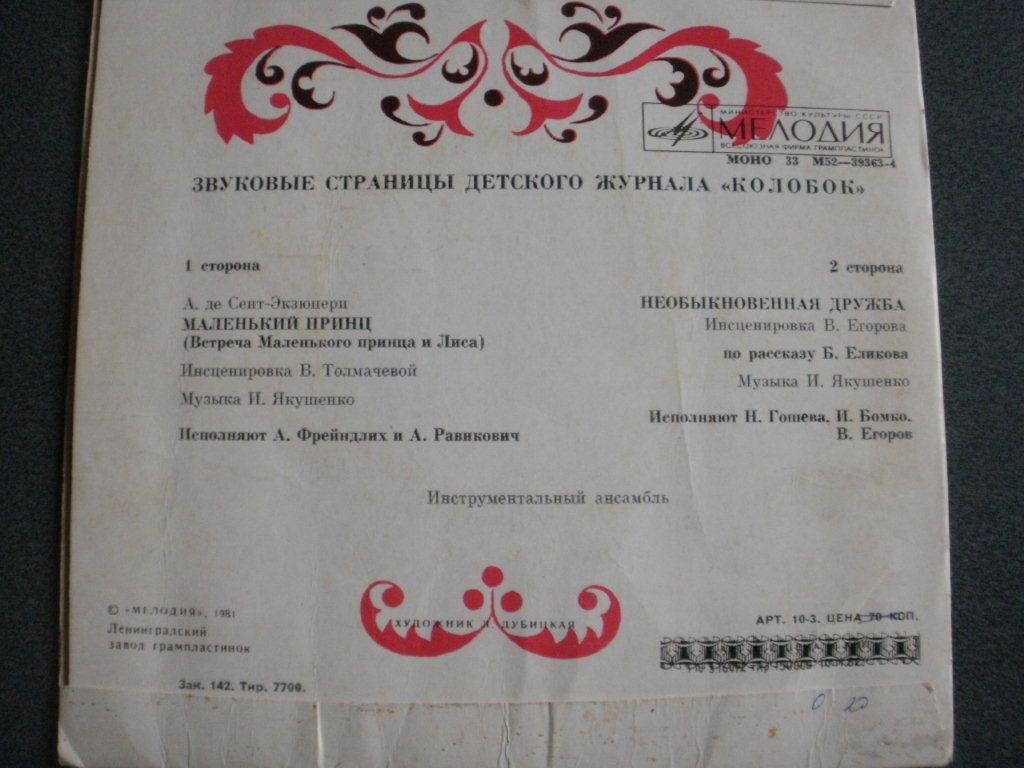 МИНИСТЕРСТВО КУЛЬТУРЫ СССР
МЕЛОДИЯ
ВСЕСОЮЗНАЯ ФИРМА ГРАМПЛАСТИНОК
МОНО 33 М52—39363-4
ЗВУКОВЫЕ СТРАНИЦЫ ДЕТСКОГО ЖУРНАЛА «КОЛОБОК»
1 сторона
А. де Сент-Экзюпери
МАЛЕНЬКИЙ ПРИНЦ
(Встреча Маленького принца и Лиса)
Инсценировка В. Толмачевой
Музыка И. Якушенко
Исполняют А. Фрейндлих и А. Равикович
2 сторона
НЕОБЫКНОВЕННАЯ ДРУЖБА
Инсценировка В. Егорова
по рассказу Б. Еликова
Музыка И. Якушенко
Исполняют Н. Гошева, И. Бомко,
В. Егоров
Инструментальный ансамбль
© «МЕЛОДИЯ», 1981
Ленинградский
завод грампластинок
Зак. 142. Тир. 7700.
ХУДОЖНИК Л. ДУБИЦКАЯ
АРТ. 10-3. ЦЕНА 70 КОП.